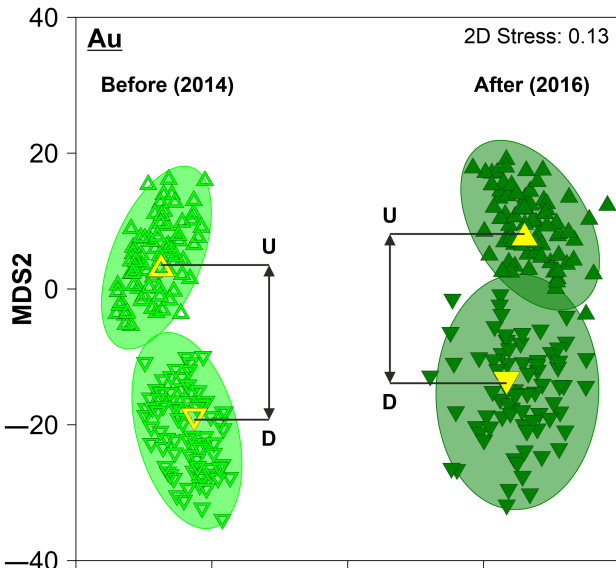 40
Au
2D Stress: 0.13
Before (2014)
After (2016)
20
U
U
MDS2
0
D
D
—20
—40